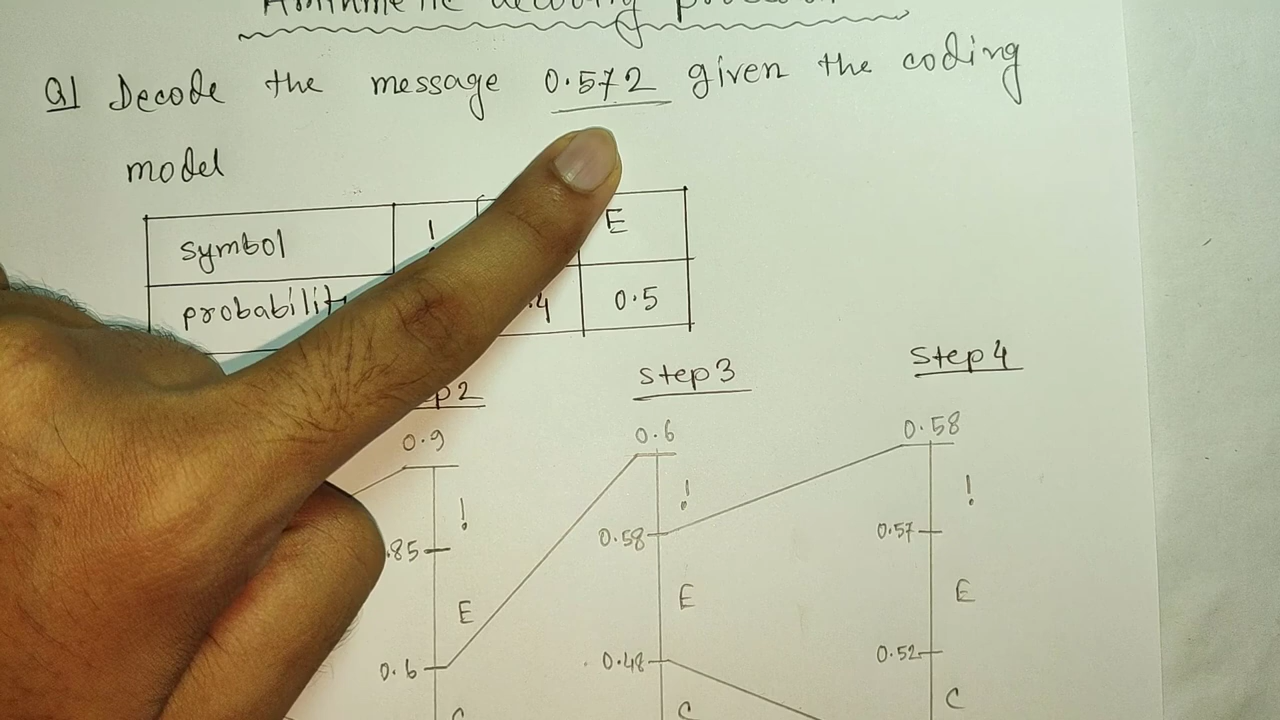 Q1 Decode the message 0.572 given the coding
model
symbol ! E
probabilit .4 0.5
step3 step4
0.9 0.6 0.58
! ! !
.85 0.58 0.57
E E E
0.6 0.48 0.52
C C C